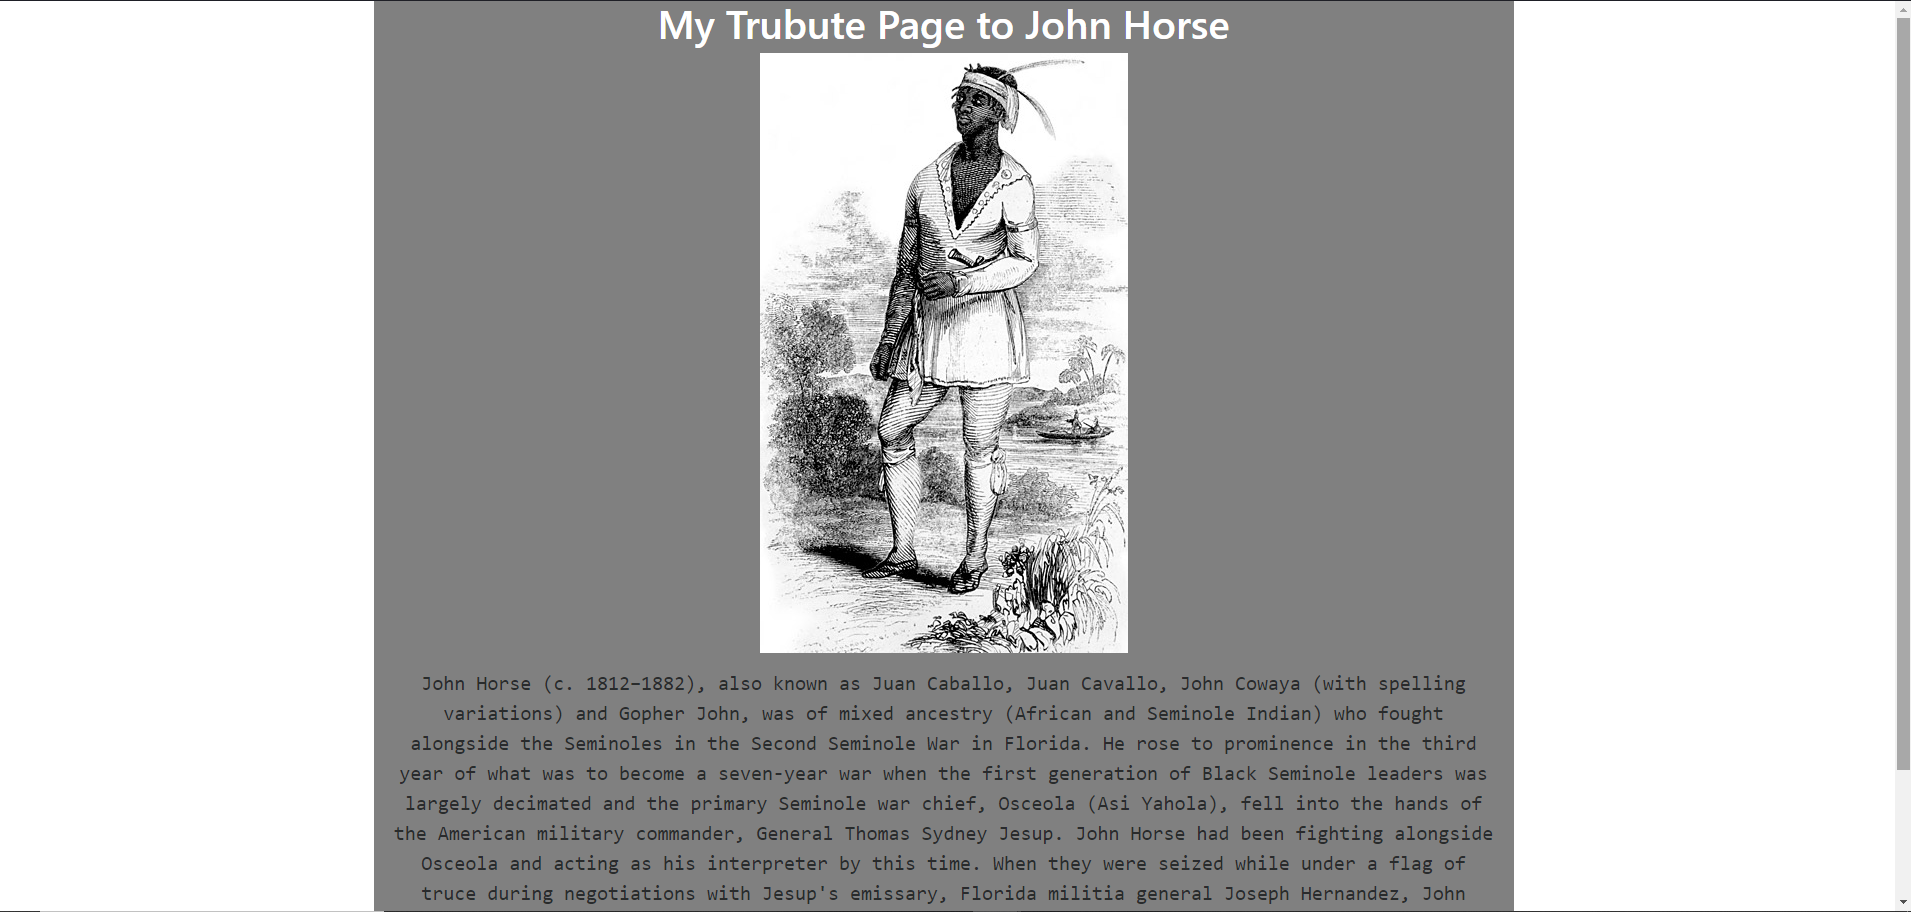 My Trubute Page to John Horse
John Horse (c. 1812–1882), also known as Juan Caballo, Juan Cavallo, John Cowaya (with spelling
variations) and Gopher John, was of mixed ancestry (African and Seminole Indian) who fought
alongside the Seminoles in the Second Seminole War in Florida. He rose to prominence in the third
year of what was to become a seven-year war when the first generation of Black Seminole leaders was
largely decimated and the primary Seminole war chief, Osceola (Asi Yahola), fell into the hands of
the American military commander, General Thomas Sydney Jesup. John Horse had been fighting alongside
Osceola and acting as his interpreter by this time. When they were seized while under a flag of
truce during negotiations with Jesup's emissary, Florida militia general Joseph Hernandez, John